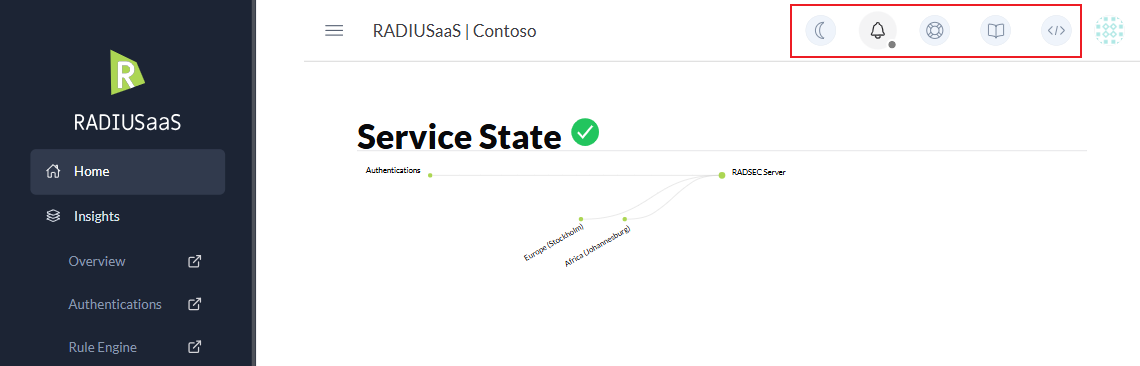 RADIUSaaS | Contoso
R
RADIUSaaS
Home
Insights
Overview
Authentications
Rule Engine
Service State
Authentications
RADSEC Server
Europe (Stockholm)
Africa (Johannesburg)